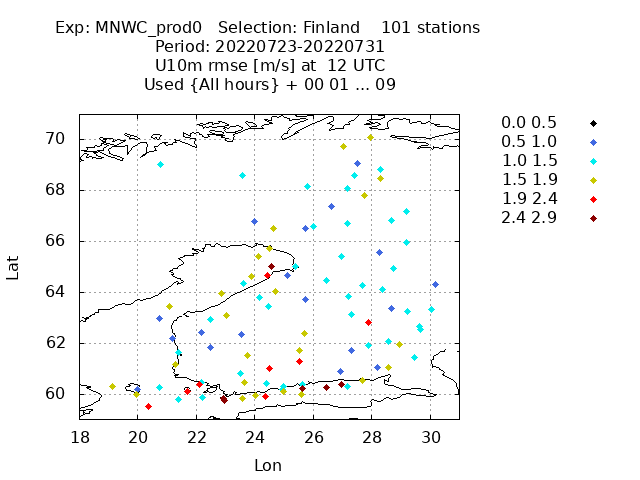 Exp: MNWC_prod0   Selection: Finland    101 stations
Period: 20220723-20220731
U10m rmse [m/s] at  12 UTC
Used {All hours} + 00 01 ... 09
0.0 0.5
0.5 1.0
1.0 1.5
1.5 1.9
1.9 2.4
2.4 2.9
70
68
66
64
62
60
Lat
18 20 22 24 26 28 30
Lon